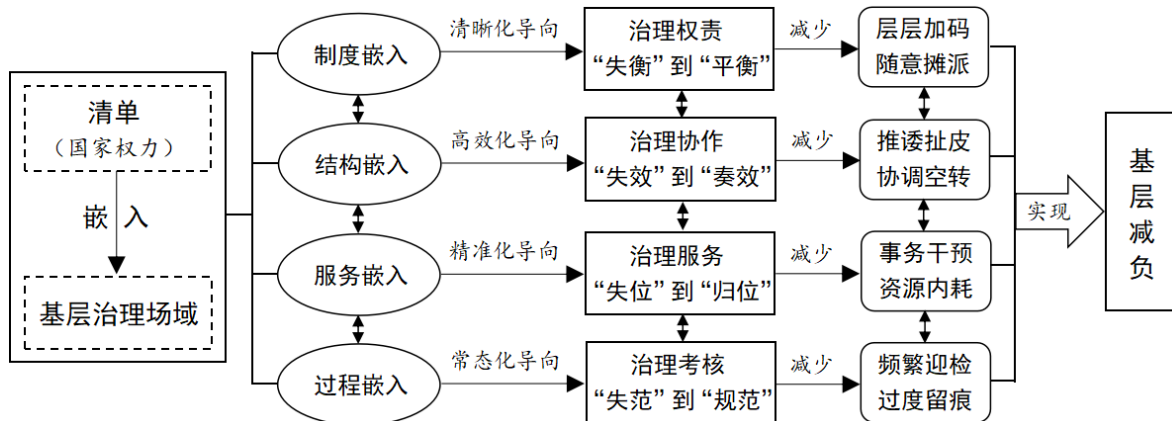 清单
（国家权力）
嵌入
基层治理场域
制度嵌入
清晰化导向
治理权责
“失衡”到“平衡”
减少
层层加码
随意摊派
结构嵌入
高效化导向
治理协作
“失效”到“奏效”
减少
推诿扯皮
协调空转
服务嵌入
精准化导向
治理服务
“失位”到“归位”
减少
事务干预
资源内耗
过程嵌入
常态化导向
治理考核
“失范”到“规范”
减少
频繁迎检
过度留痕
实现
基层减负